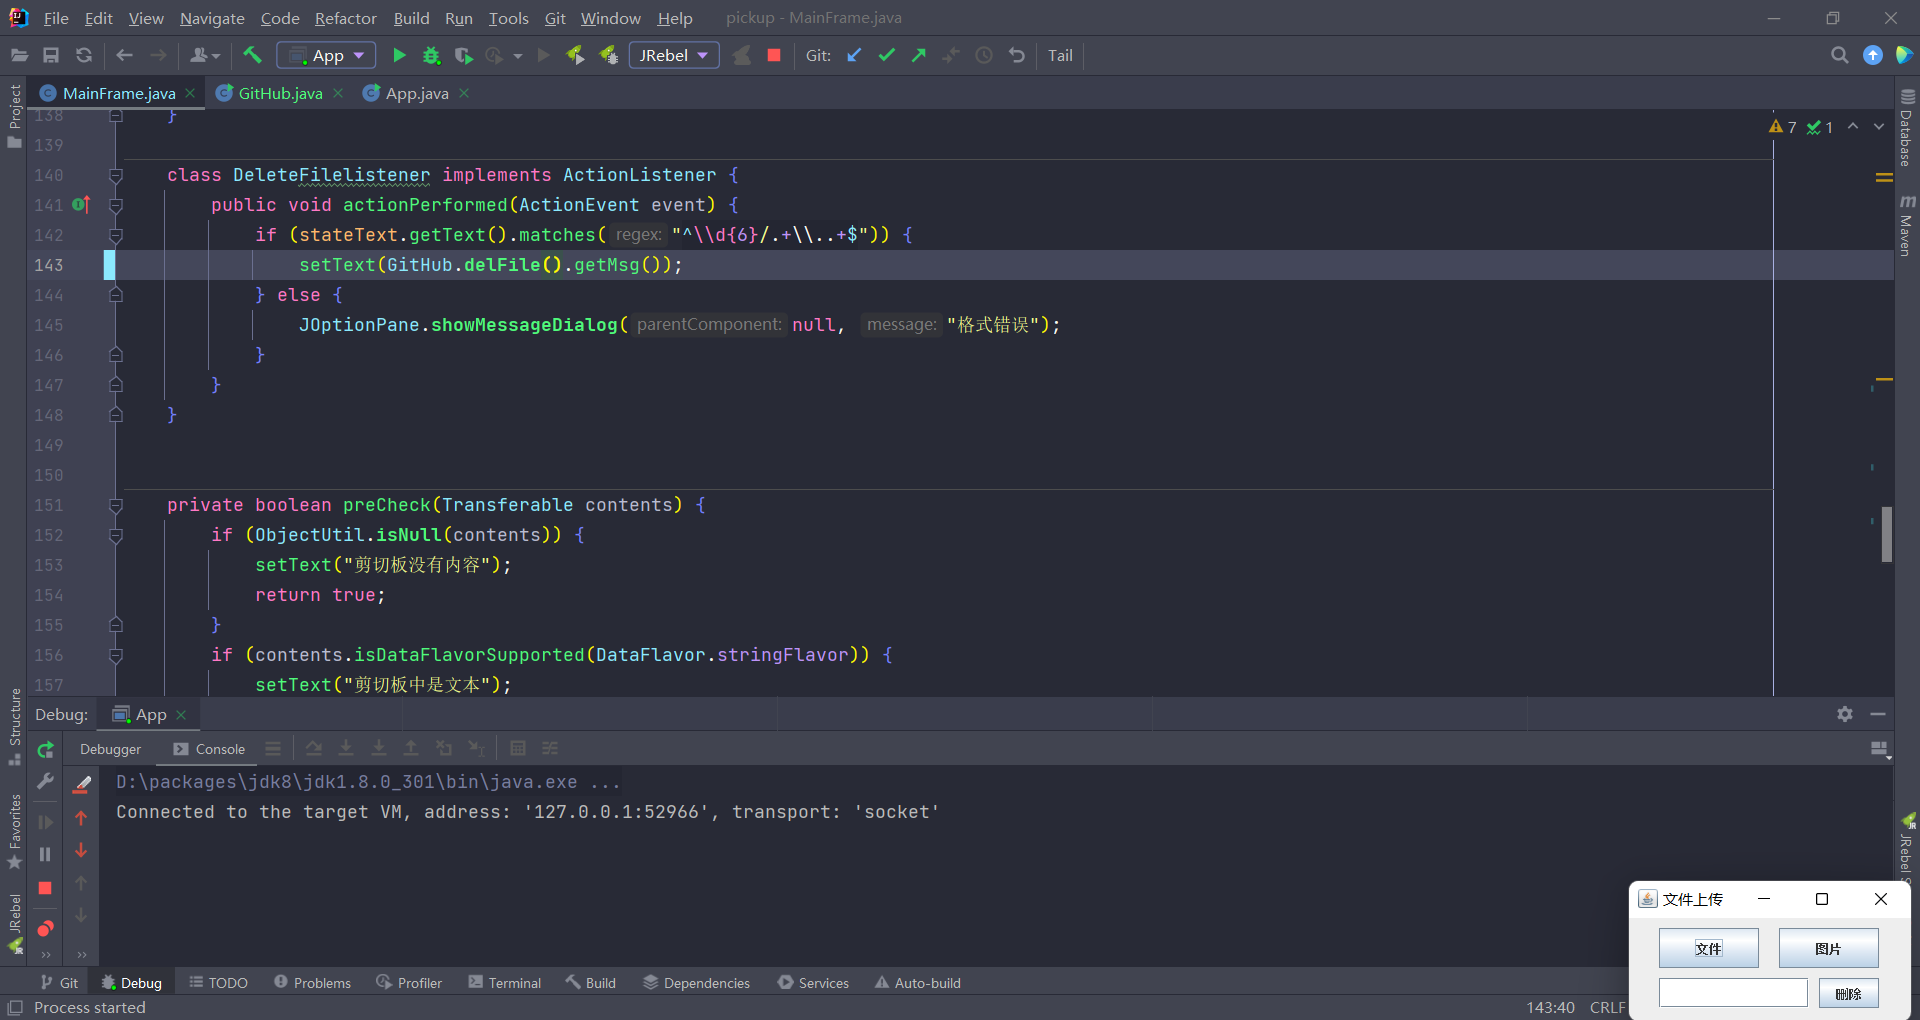 File Edit View Navigate Code Refactor Build Run Tools Git Window Help pickup - MainFrame.java
App JRebel Git: Tail
MainFrame.java GitHub.java App.java
Project
Structure
Favorites
JRebel
Database
Maven
JRebel
7 1
138 }
139
140 class DeleteFilelistener implements ActionListener {
141 public void actionPerformed(ActionEvent event) {
142 if (stateText.getText().matches( regex: "^\\d{6}/.+\\..+$")) {
143 setText(GitHub.delFile().getMsg());
144 } else {
145 JOptionPane.showMessageDialog( parentComponent: null, message: "格式错误");
146 }
147 }
148 }
149
150
151 private boolean preCheck(Transferable contents) {
152 if (ObjectUtil.isNull(contents)) {
153 setText("剪切板没有内容");
154 return true;
155 }
156 if (contents.isDataFlavorSupported(DataFlavor.stringFlavor)) {
157 setText("剪切板中是文本");
Debug: App
Debugger Console
D:\packages\jdk8\jdk1.8.0_301\bin\java.exe ...
Connected to the target VM, address: '127.0.0.1:52966', transport: 'socket'
文件上传
文件 图片
删除
Git Debug TODO Problems Profiler Terminal Build Dependencies Services Auto-build
Process started 143:40 CRLF